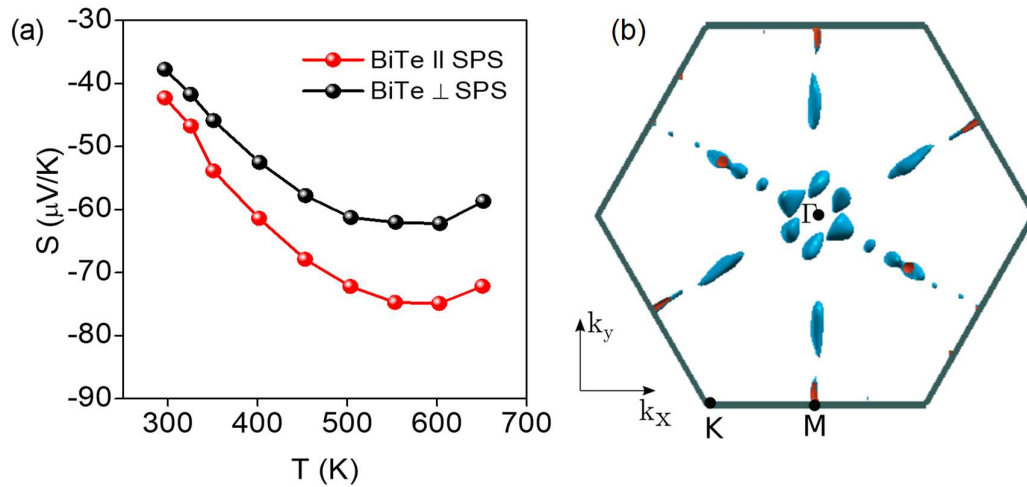 (a)
-30
-40
-50
-60
-70
-80
-90
S (μV/K)
BiTe II SPS
BiTe ⊥ SPS
300
400
500
600
700
T (K)
(b)
Γ
k_y
k_x
K
M